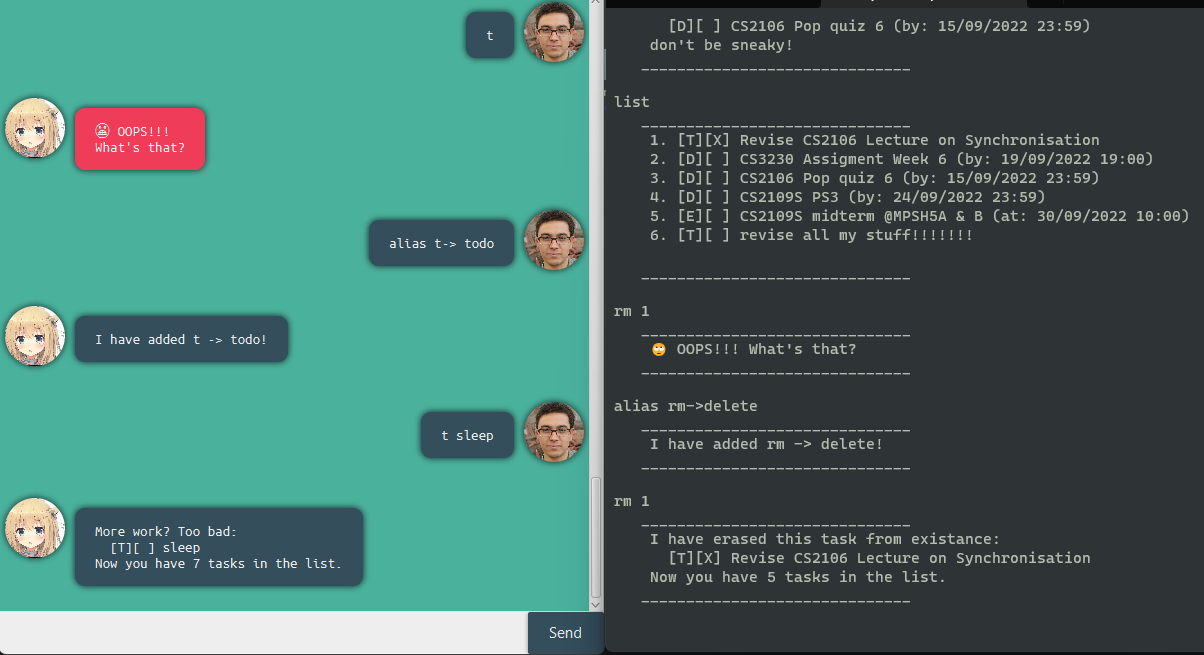 t
😬 OOPS!!!
What's that?
alias t-> todo
I have added t -> todo!
t sleep
More work? Too bad:
[T][ ] sleep
Now you have 7 tasks in the list.
Send
[D][ ] CS2106 Pop quiz 6 (by: 15/09/2022 23:59)
don't be sneaky!
______________________________
list
______________________________
1. [T][X] Revise CS2106 Lecture on Synchronisation
2. [D][ ] CS3230 Assigment Week 6 (by: 19/09/2022 19:00)
3. [D][ ] CS2106 Pop quiz 6 (by: 15/09/2022 23:59)
4. [D][ ] CS2109S PS3 (by: 24/09/2022 23:59)
5. [E][ ] CS2109S midterm @MPSH5A & B (at: 30/09/2022 10:00)
6. [T][ ] revise all my stuff!!!!!!!
______________________________
rm 1
______________________________
🙄 OOPS!!! What's that?
______________________________
alias rm->delete
______________________________
I have added rm -> delete!
______________________________
rm 1
______________________________
I have erased this task from existance:
[T][X] Revise CS2106 Lecture on Synchronisation
Now you have 5 tasks in the list.
______________________________